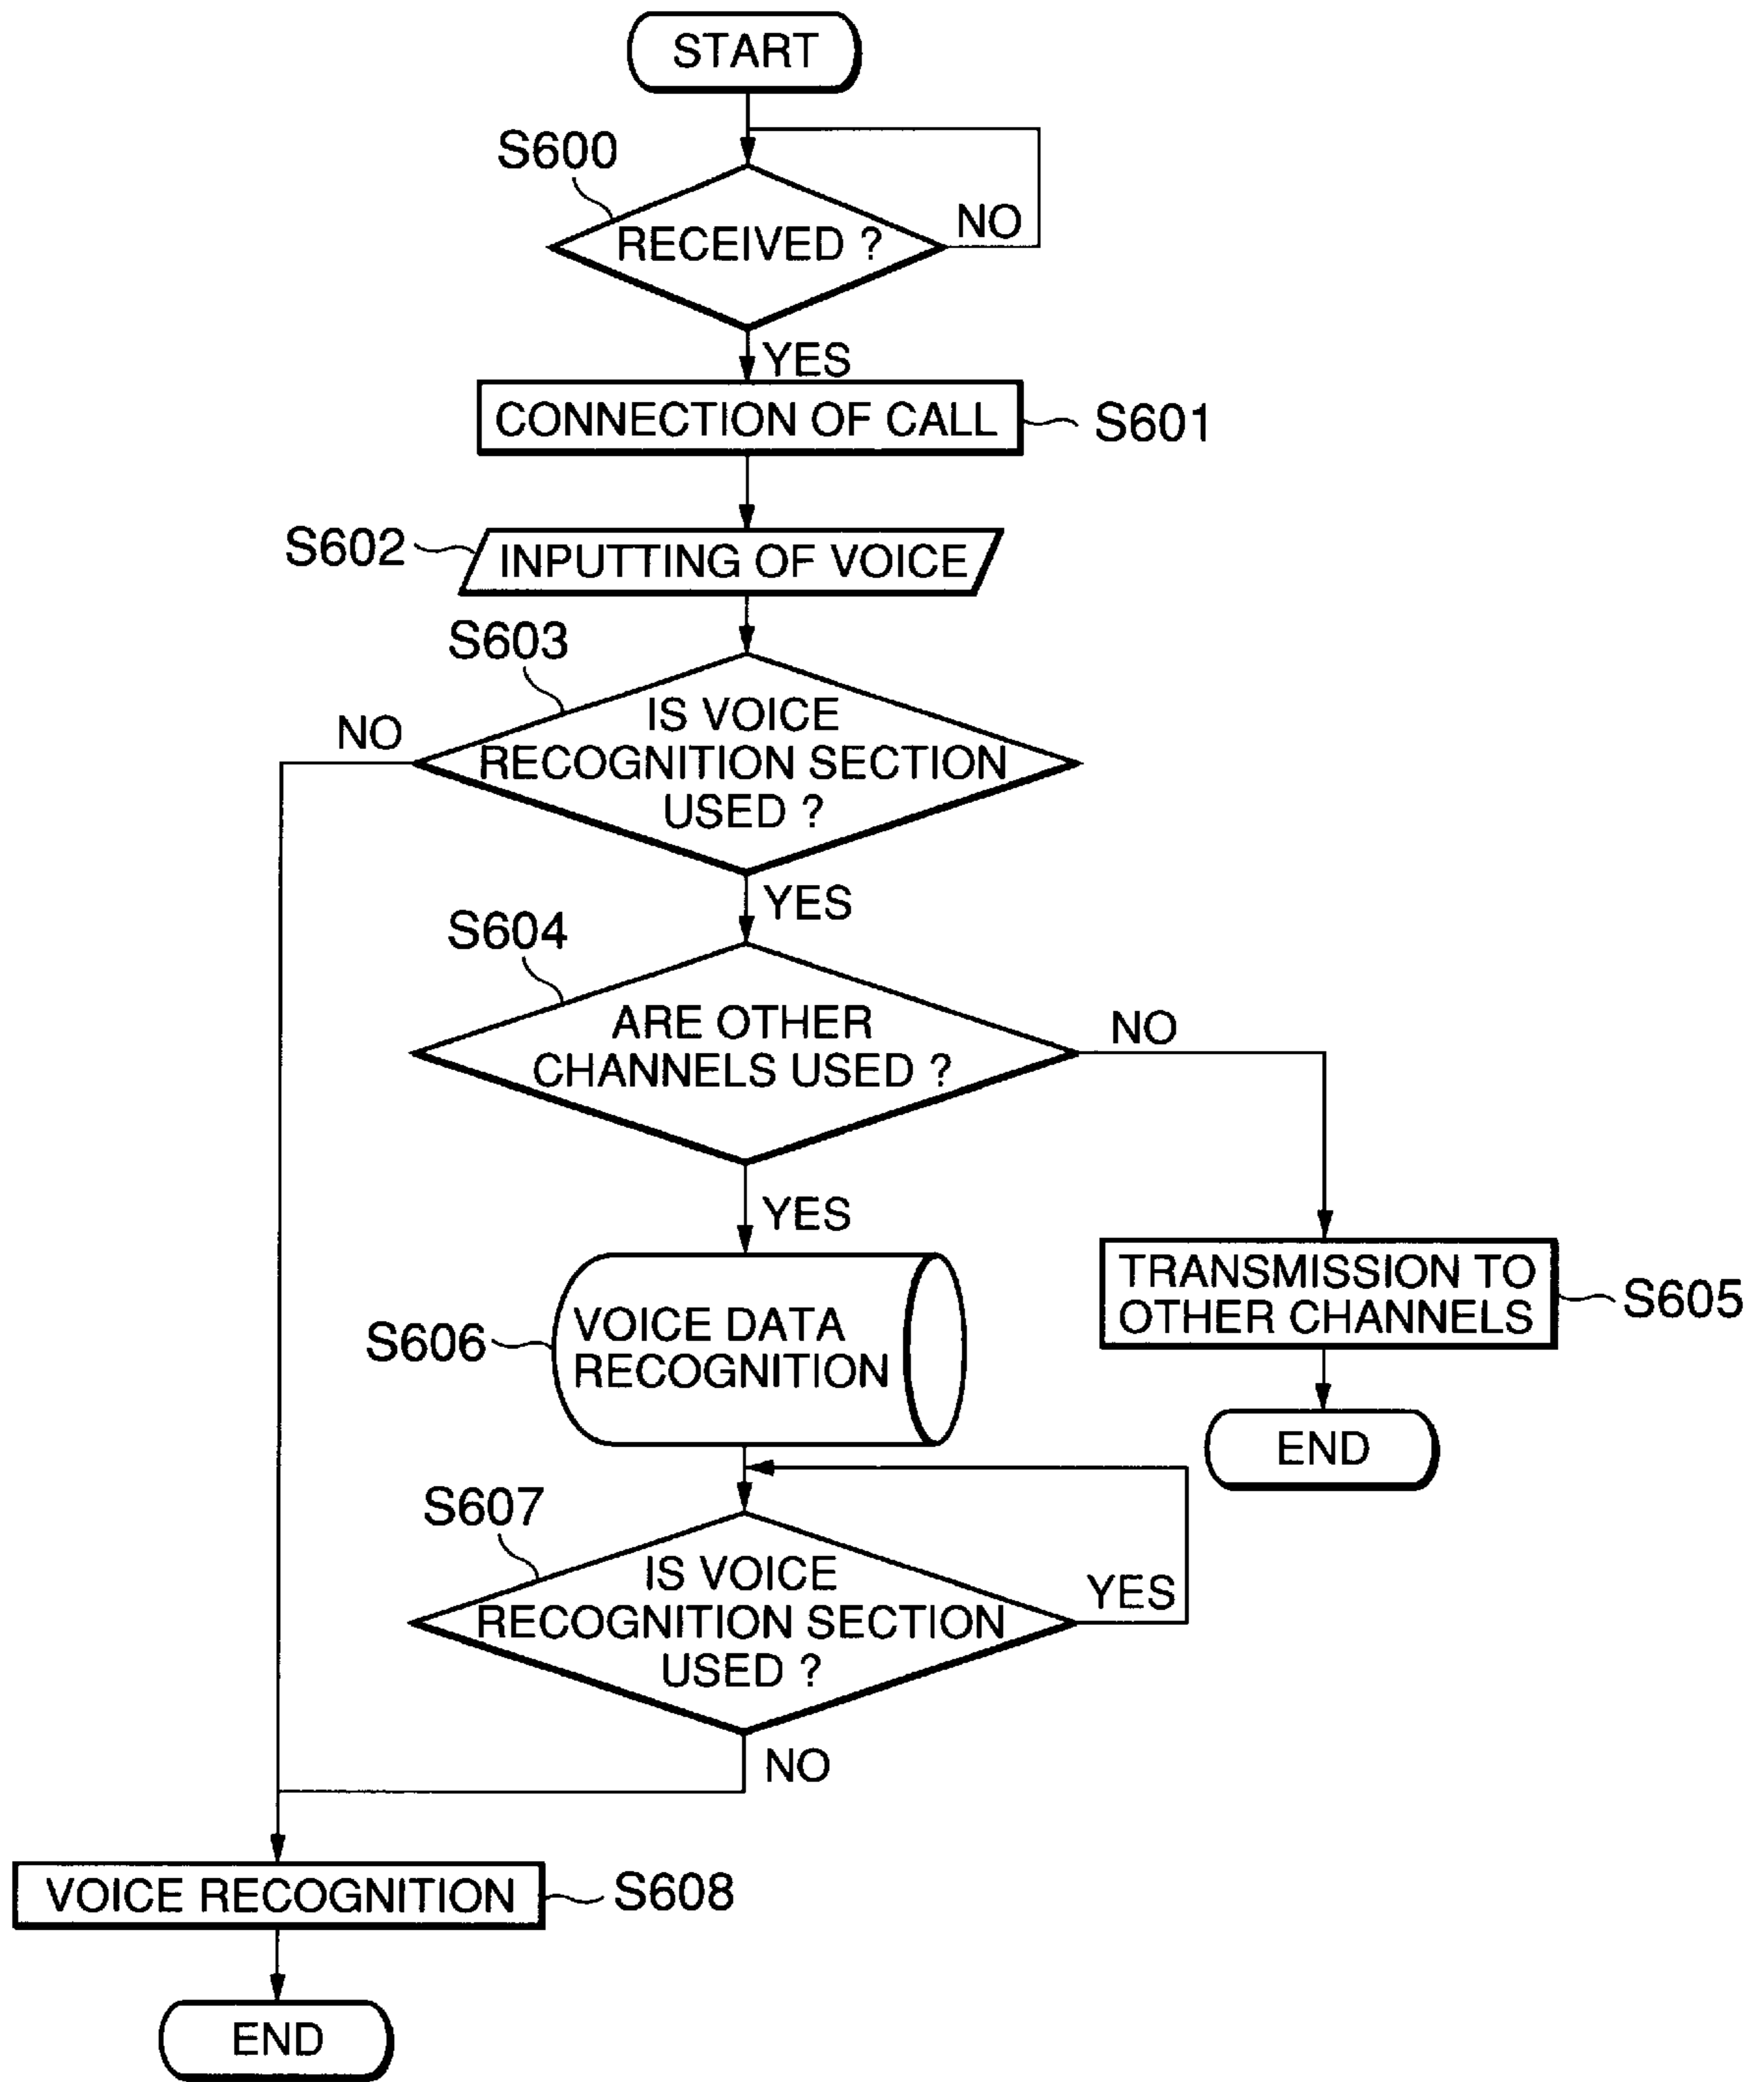 START
S600
RECEIVED ?
NO
YES
CONNECTION OF CALL
S601
S602
INPUTTING OF VOICE
S603
NO
IS VOICE
RECOGNITION SECTION
USED ?
YES
S604
ARE OTHER
CHANNELS USED ?
NO
YES
TRANSMISSION TO
OTHER CHANNELS
S605
S606
VOICE DATA
RECOGNITION
END
S607
IS VOICE
RECOGNITION SECTION
USED ?
YES
NO
VOICE RECOGNITION
S608
END